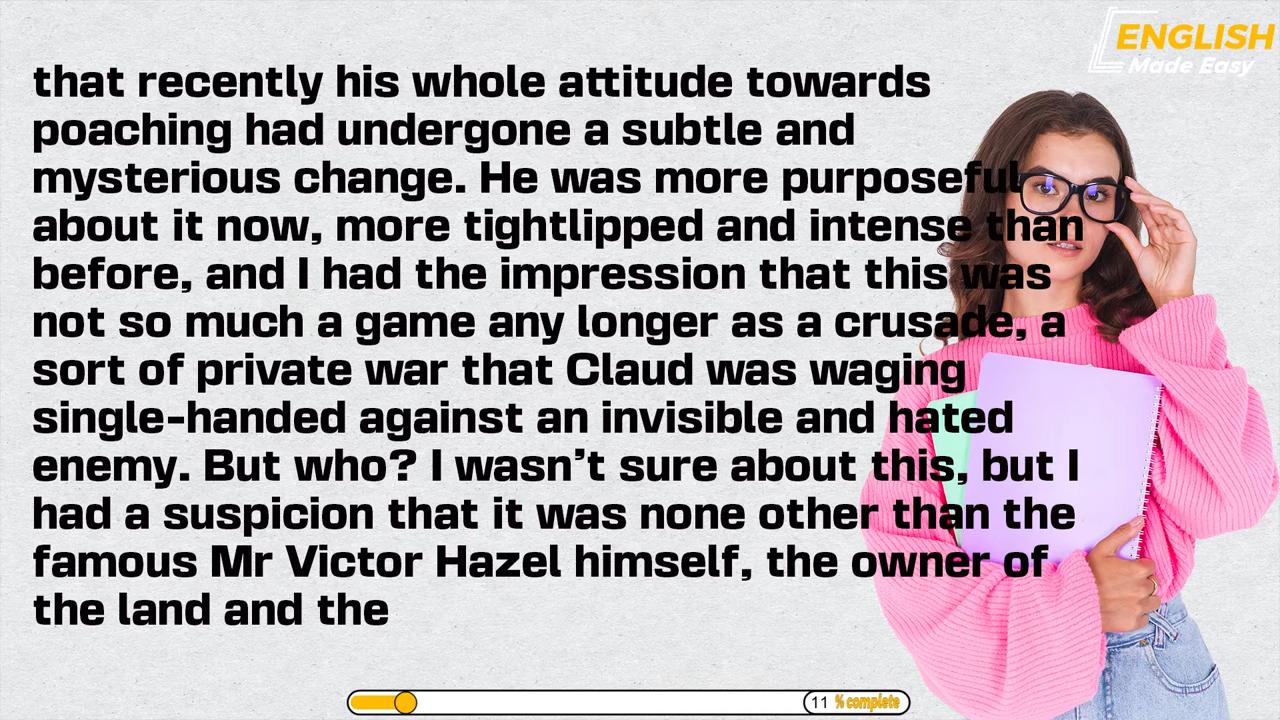 ENGLISH
Made Easy
that recently his whole attitude towards
poaching had undergone a subtle and
mysterious change. He was more purposeful
about it now, more tightlipped and intense than
before, and I had the impression that this was
not so much a game any longer as a crusade, a
sort of private war that Claud was waging
single-handed against an invisible and hated
enemy. But who? I wasn’t sure about this, but I
had a suspicion that it was none other than the
famous Mr Victor Hazel himself, the owner of
the land and the
11 % complete